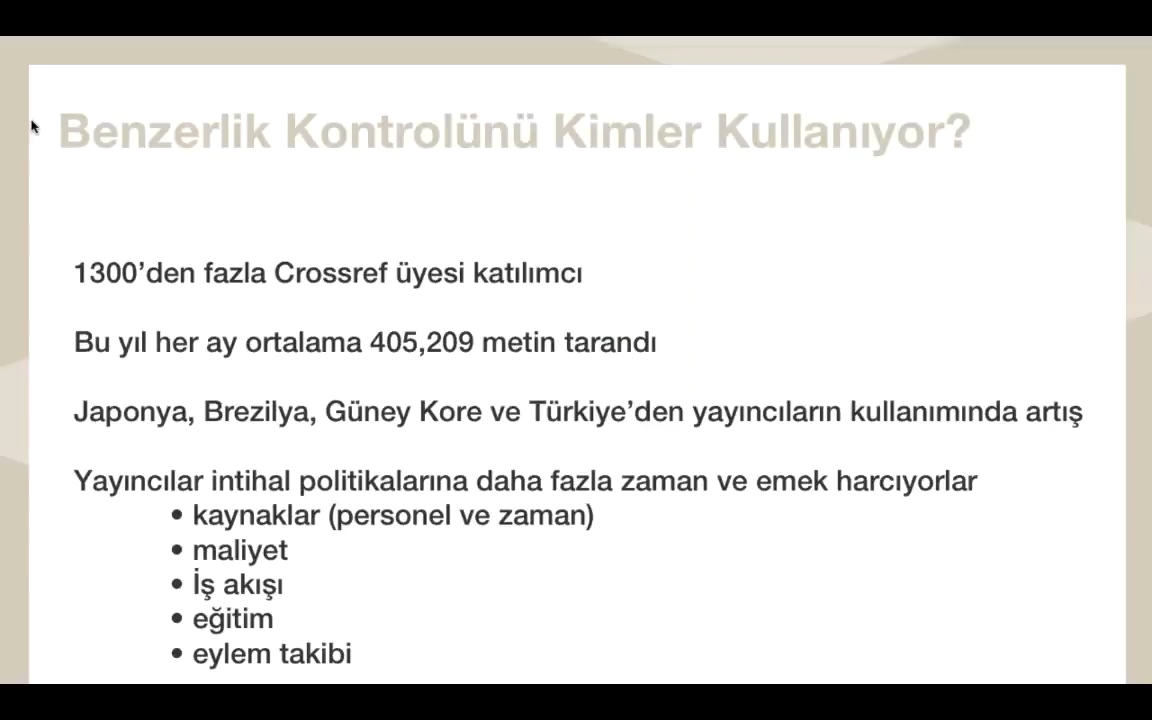 Benzerlik Kontrolünü Kimler Kullanıyor?
1300’den fazla Crossref üyesi katılımcı
Bu yıl her ay ortalama 405,209 metin tarandı
Japonya, Brezilya, Güney Kore ve Türkiye’den yayıncıların kullanımında artış
Yayıncılar intihal politikalarına daha fazla zaman ve emek harcıyorlar
• kaynaklar (personel ve zaman)
• maliyet
• İş akışı
• eğitim
• eylem takibi